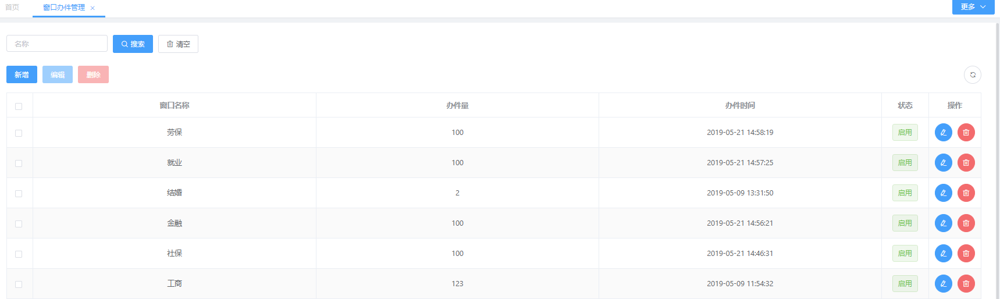 首页 窗口办件管理 × 更多
名称 搜索 清空
新增 编辑 删除
窗口名称 办件量 办件时间 状态 操作
劳保 100 2019-05-21 14:58:19 启用
就业 100 2019-05-21 14:57:25 启用
结婚 2 2019-05-09 13:31:50 启用
金融 100 2019-05-21 14:56:21 启用
社保 100 2019-05-21 14:46:31 启用
工商 123 2019-05-09 11:54:32 启用